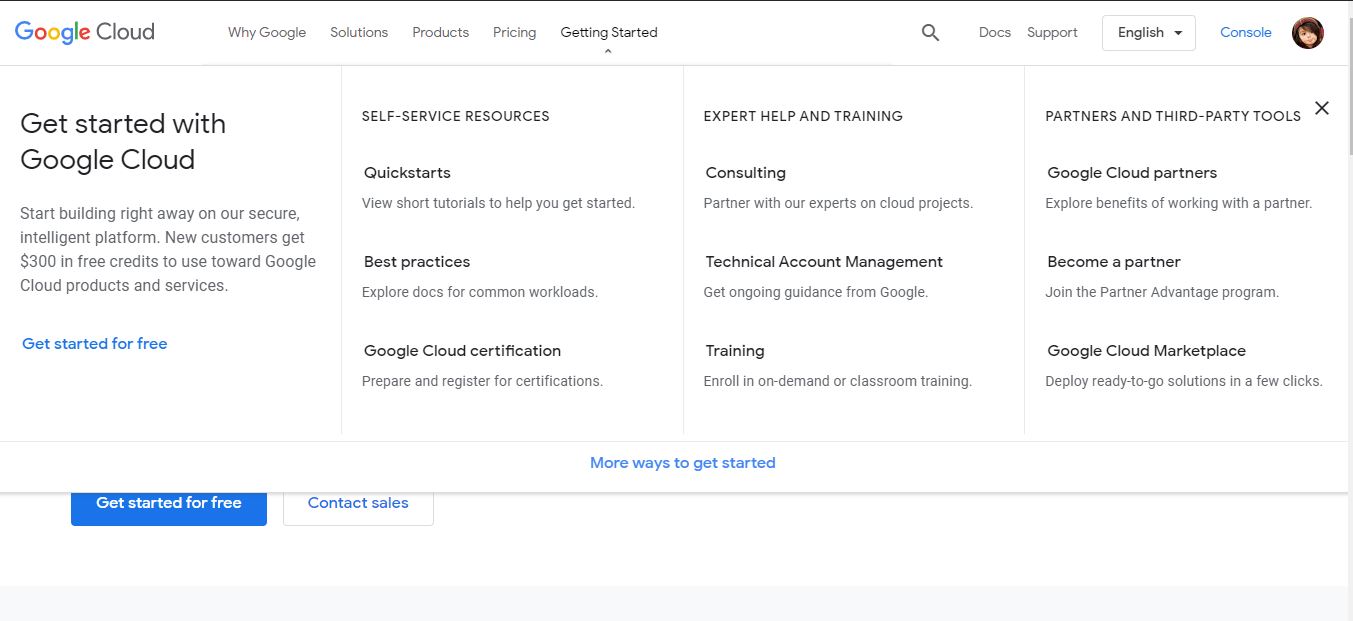 Google Cloud
Why Google
Solutions
Products
Pricing
Getting Started
Docs
Support
English
Console
Get started with
Google Cloud
Start building right away on our secure,
intelligent platform. New customers get
$300 in free credits to use toward Google
Cloud products and services.
Get started for free
SELF-SERVICE RESOURCES
Quickstarts
View short tutorials to help you get started.
Best practices
Explore docs for common workloads.
Google Cloud certification
Prepare and register for certifications.
EXPERT HELP AND TRAINING
Consulting
Partner with our experts on cloud projects.
Technical Account Management
Get ongoing guidance from Google.
Training
Enroll in on-demand or classroom training.
PARTNERS AND THIRD-PARTY TOOLS
Google Cloud partners
Explore benefits of working with a partner.
Become a partner
Join the Partner Advantage program.
Google Cloud Marketplace
Deploy ready-to-go solutions in a few clicks.
More ways to get started
Get started for free
Contact sales